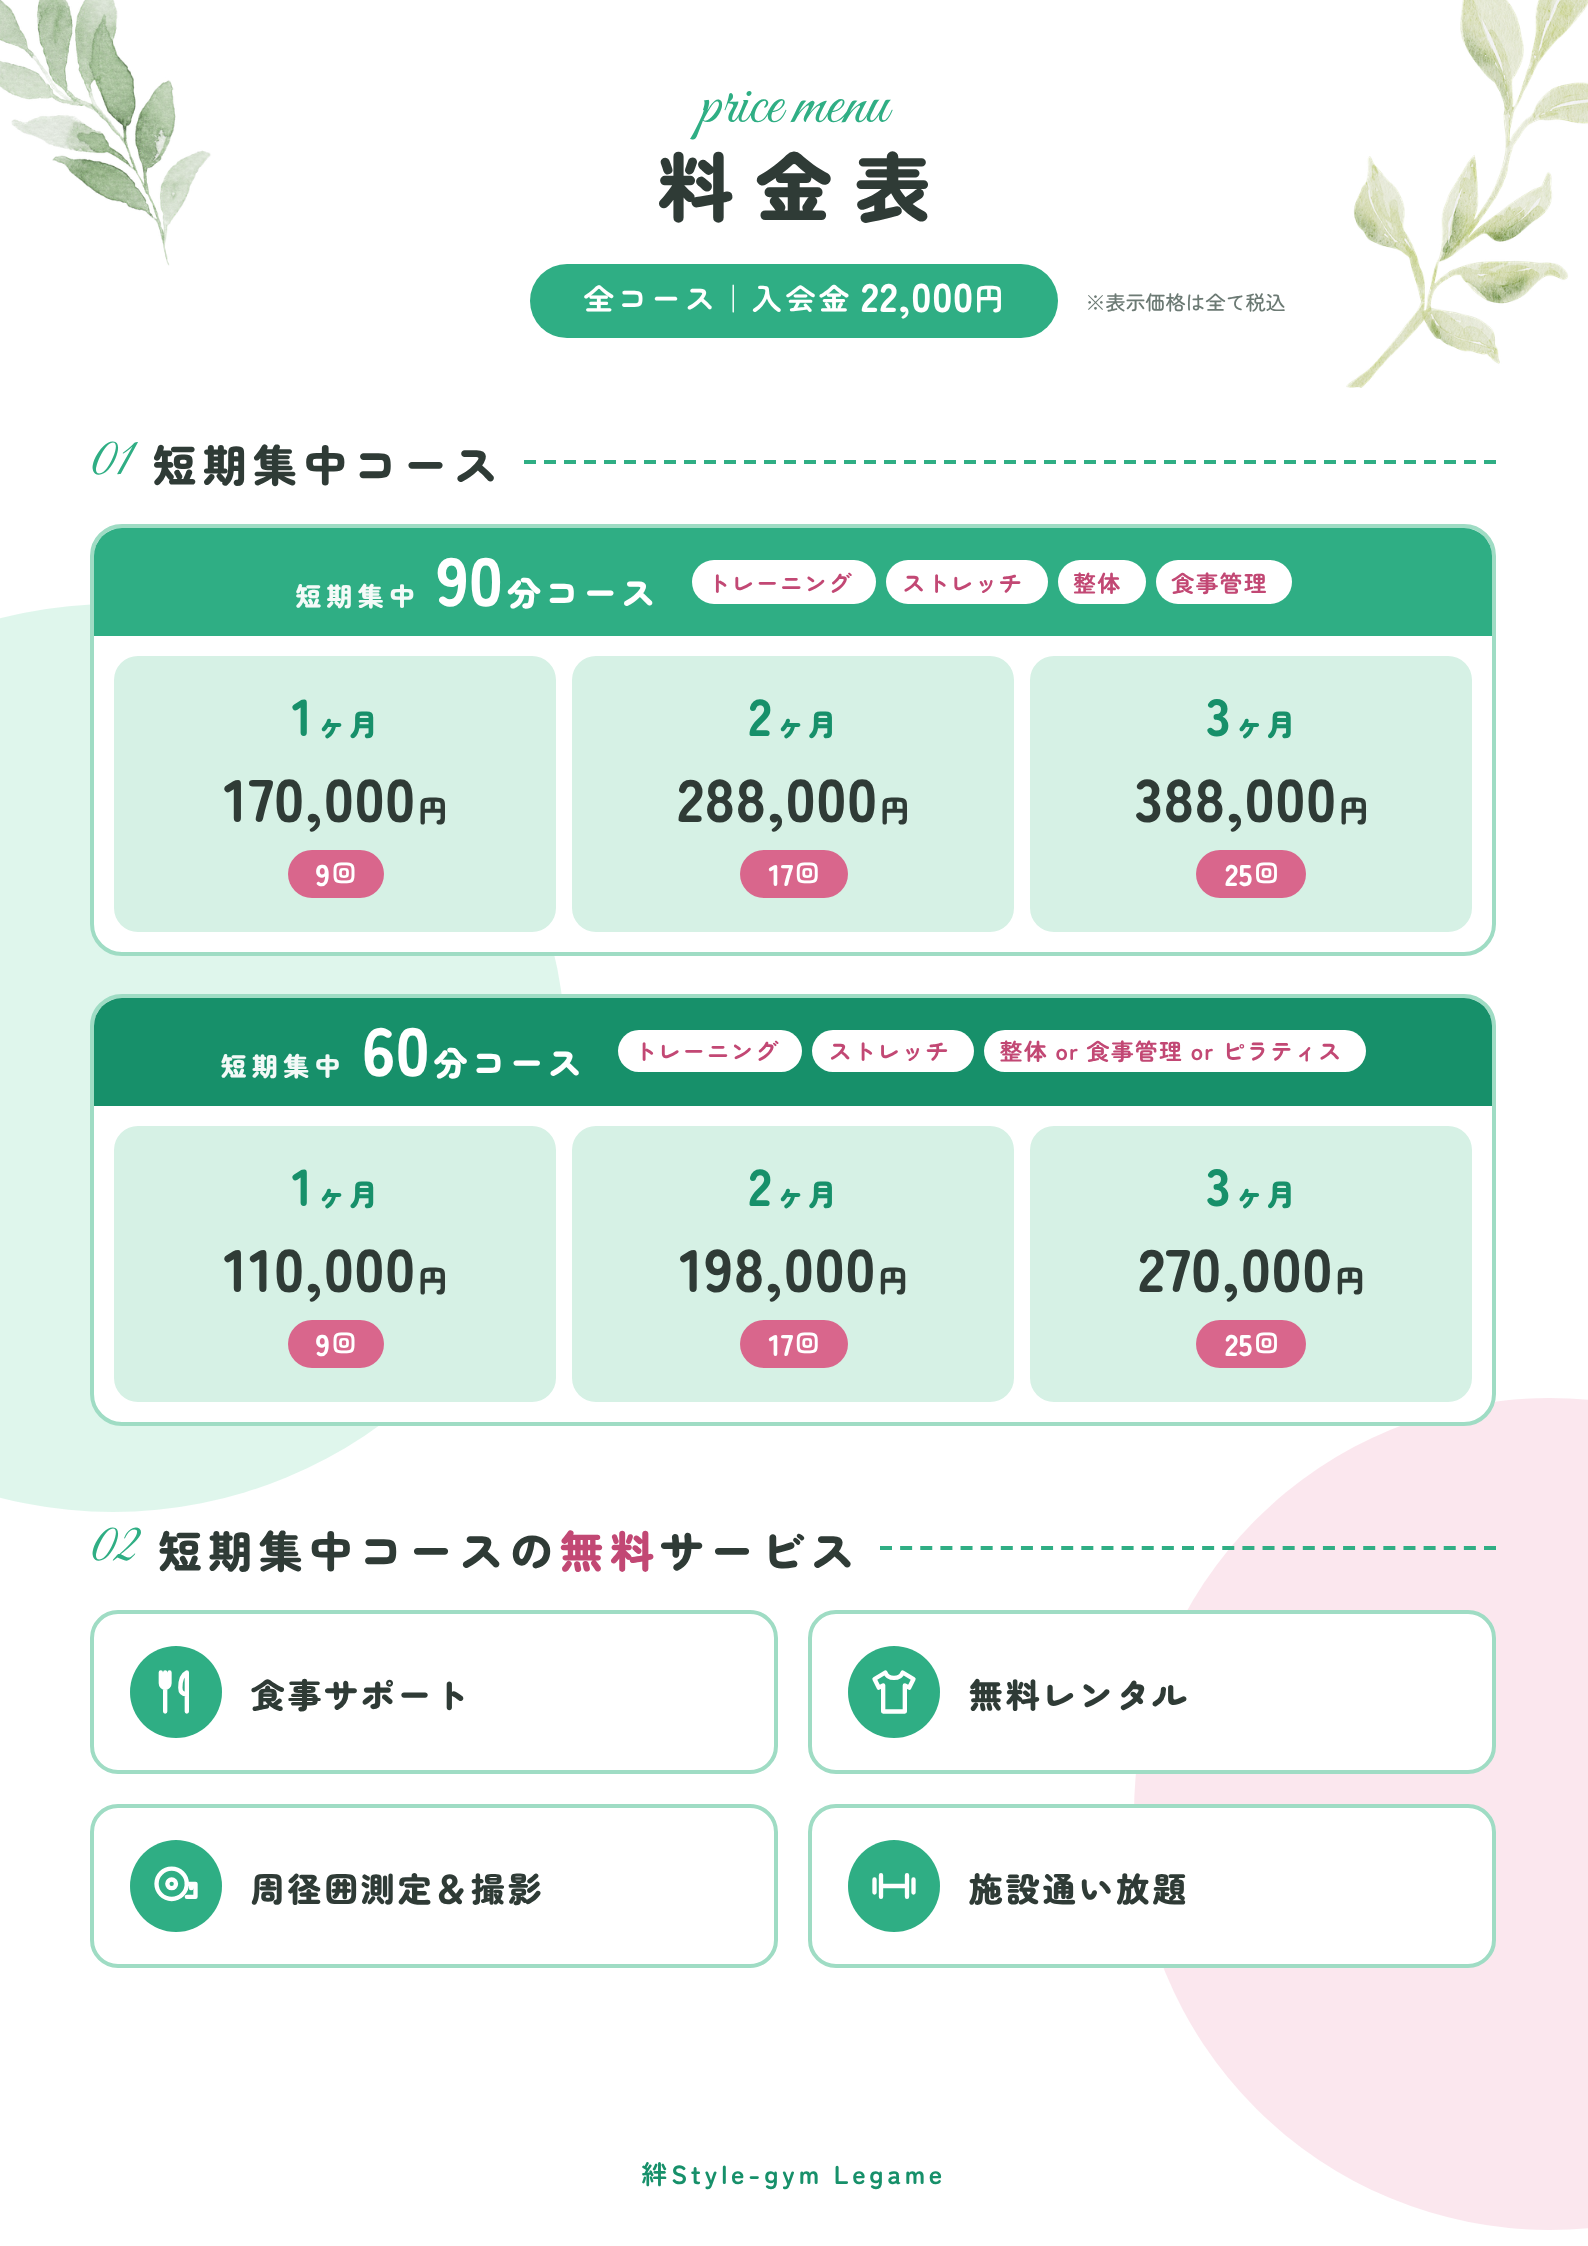 price menu
料金表
全コース｜入会金 22,000円
※表示価格は全て税込
01 短期集中コース
短期集中 90分コース トレーニング ストレッチ 整体 食事管理
1ヶ月 2ヶ月 3ヶ月
170,000円 288,000円 388,000円
9回 17回 25回
短期集中 60分コース トレーニング ストレッチ 整体 or 食事管理 or ピラティス
1ヶ月 2ヶ月 3ヶ月
110,000円 198,000円 270,000円
9回 17回 25回
02 短期集中コースの無料サービス
食事サポート 無料レンタル
周径囲測定＆撮影 施設通い放題
絆Style-gym Legame